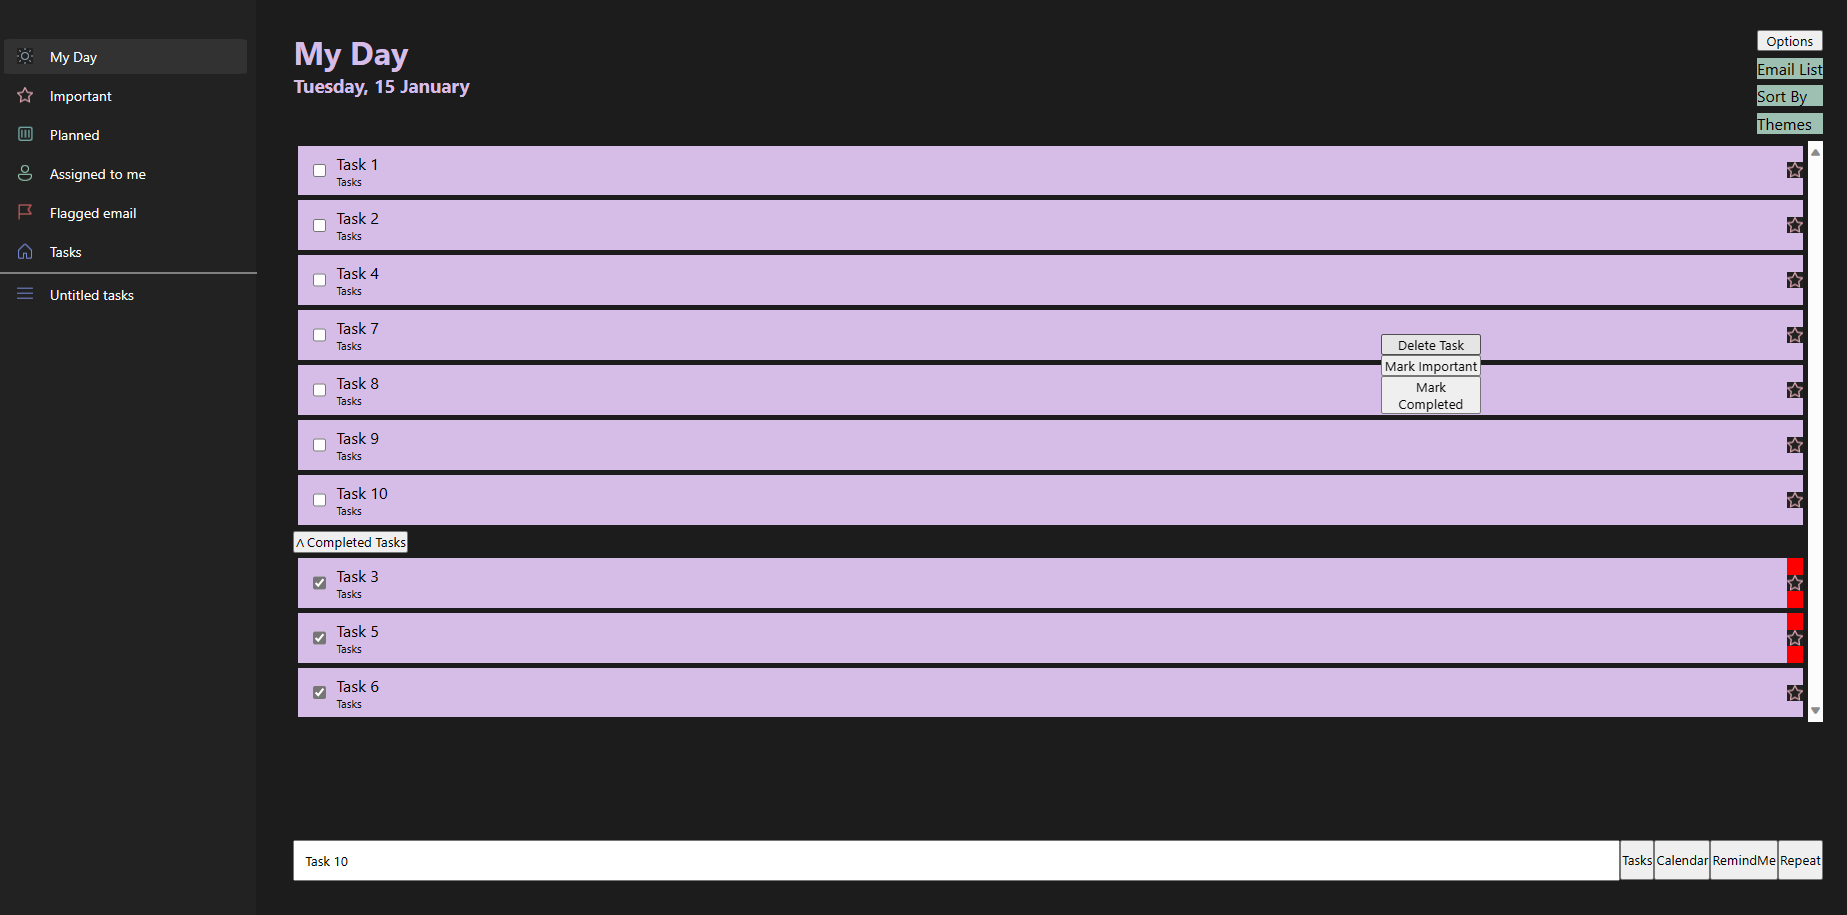 My Day
Important
Planned
Assigned to me
Flagged email
Tasks
Untitled tasks
My Day
Tuesday, 15 January
Options
Email List
Sort By
Themes
Task 1
Tasks
Task 2
Tasks
Task 4
Tasks
Task 7
Tasks
Delete Task
Mark Important
Mark
Completed
Task 8
Tasks
Task 9
Tasks
Task 10
Tasks
Λ Completed Tasks
Task 3
Tasks
Task 5
Tasks
Task 6
Tasks
Task 10
Tasks
Calendar
RemindMe
Repeat